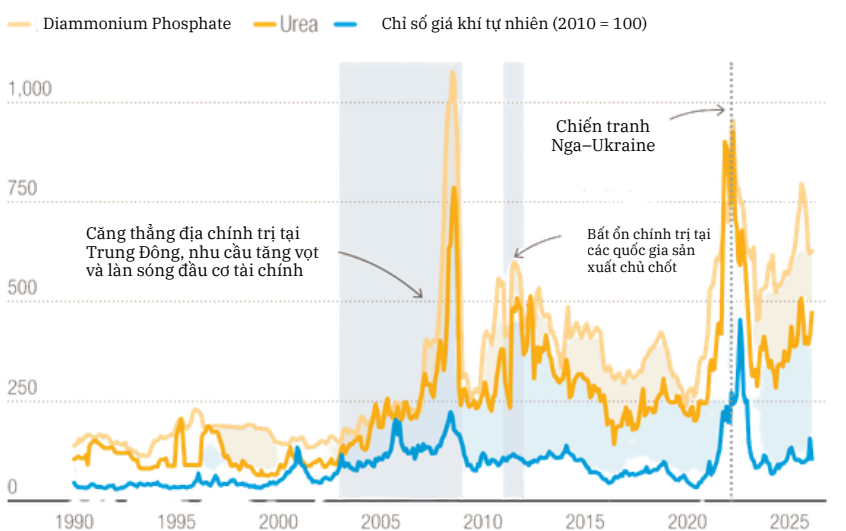 Diammonium Phosphate
Urea
Chỉ số giá khí tự nhiên (2010 = 100)
1,000
Chiến tranh
Nga–Ukraine
750
Căng thẳng địa chính trị tại
Trung Đông, nhu cầu tăng vọt
và làn sóng đầu cơ tài chính
Bất ổn chính trị tại
các quốc gia sản
xuất chủ chốt
500
250
0
1990
1995
2000
2005
2010
2015
2020
2025